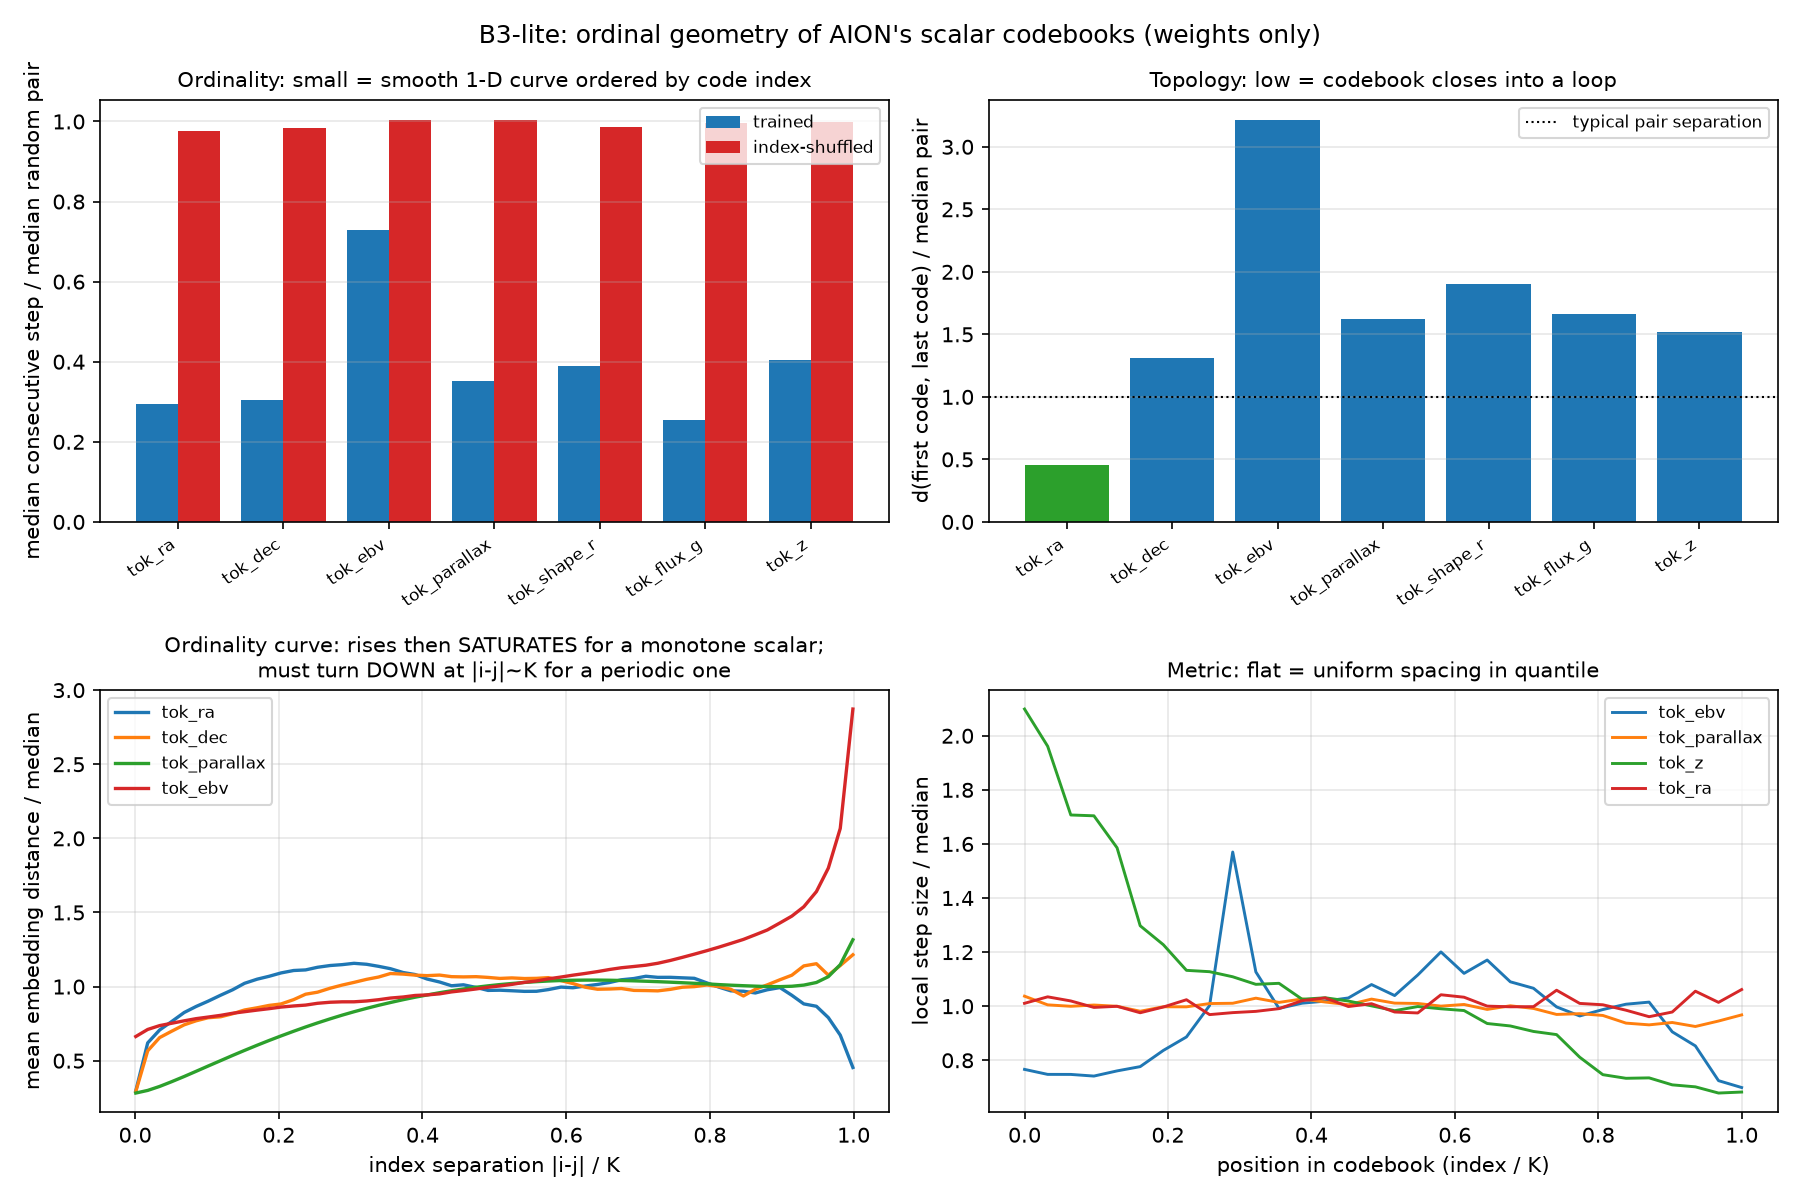 B3-lite: ordinal geometry of AION's scalar codebooks (weights only)
Ordinality: small = smooth 1-D curve ordered by code index
median consecutive step / median random pair
1.0
0.8
0.6
0.4
0.2
0.0
trained
index-shuffled
tok_ra
tok_dec
tok_ebv
tok_parallax
tok_shape_r
tok_flux_g
tok_z
Topology: low = codebook closes into a loop
d(first code, last code) / median pair
3.0
2.5
2.0
1.5
1.0
0.5
0.0
typical pair separation
tok_ra
tok_dec
tok_ebv
tok_parallax
tok_shape_r
tok_flux_g
tok_z
Ordinality curve: rises then SATURATES for a monotone scalar;
must turn DOWN at |i-j|~K for a periodic one
mean embedding distance / median
3.0
2.5
2.0
1.5
1.0
0.5
tok_ra
tok_dec
tok_parallax
tok_ebv
0.0
0.2
0.4
0.6
0.8
1.0
index separation |i-j| / K
Metric: flat = uniform spacing in quantile
local step size / median
2.0
1.8
1.6
1.4
1.2
1.0
0.8
tok_ebv
tok_parallax
tok_z
tok_ra
0.0
0.2
0.4
0.6
0.8
1.0
position in codebook (index / K)